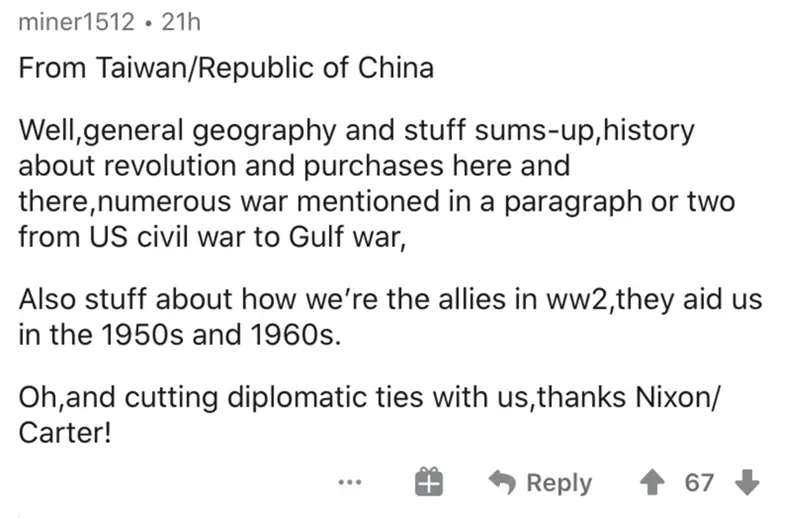 miner1512 • 21h
From Taiwan/Republic of China
Well,general geography and stuff sums-up,history
about revolution and purchases here and
there,numerous war mentioned in a paragraph or two
from US civil war to Gulf war,
Also stuff about how we’re the allies in ww2,they aid us
in the 1950s and 1960s.
Oh,and cutting diplomatic ties with us,thanks Nixon/
Carter!
... Reply 67